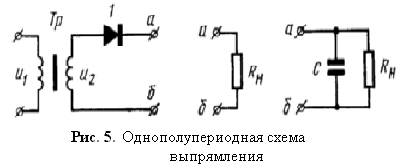 Тр 1 а
u₁ u₂
б
и
Rн
б
а
C Rн
б
Рис. 5. Однополупериодная схема
выпрямления